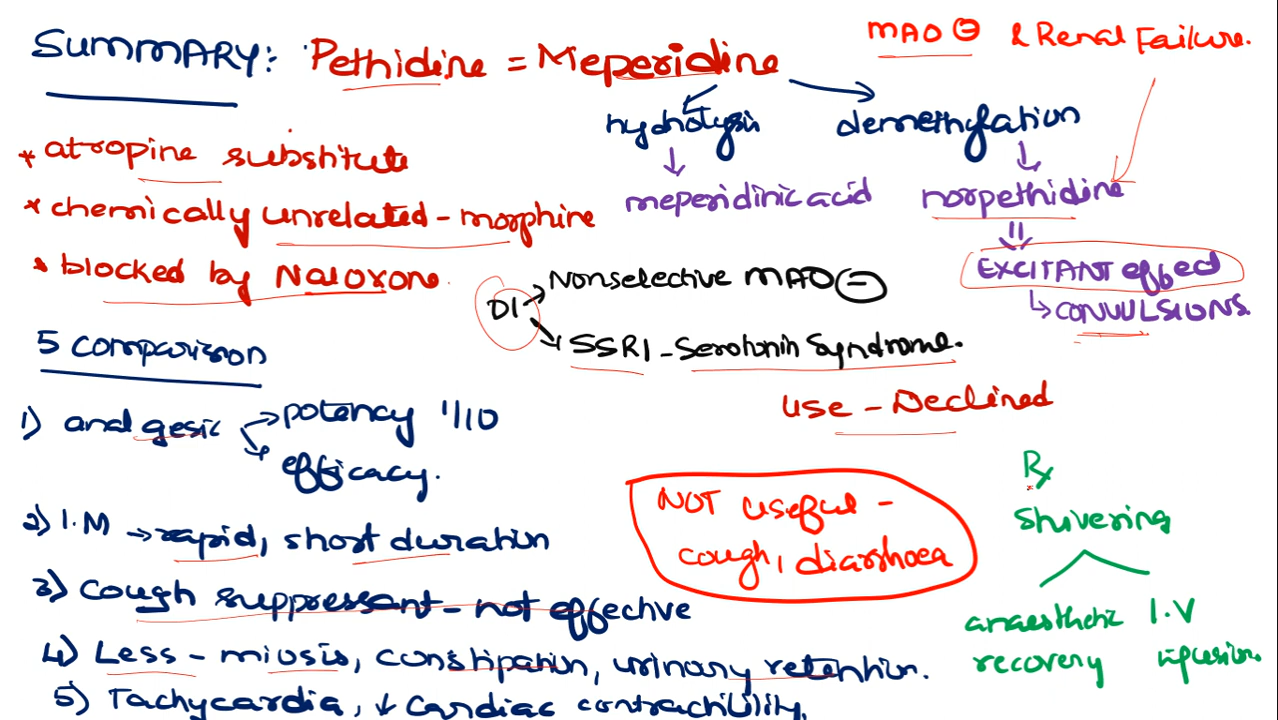 SUMMARY: Pethidine = Meperidine
MAO ⊖ & Renal Failure.
hydrolysis demethylation
↓ ↓
meperidinic acid norpethidine
* atropine substitute
* chemically unrelated - morphine
* blocked by Naloxone.
EXCITANT effect
↳ CONVULSIONS
DI → Nonselective MAO ⊖
→ SSRI - Serotonin Syndrome.
Use - Declined
5 comparision
1) analgesic → potency 1/10
→ efficacy.
2) I.M → rapid, short duration
3) Cough suppressant - not effective
4) Less - miosis, constipation, urinary retention.
5) Tachycardia, ↓ Cardiac contractility,
NOT useful -
cough, diarrhoea
Rx
Shivering
anaesthetic I.V
recovery infusion